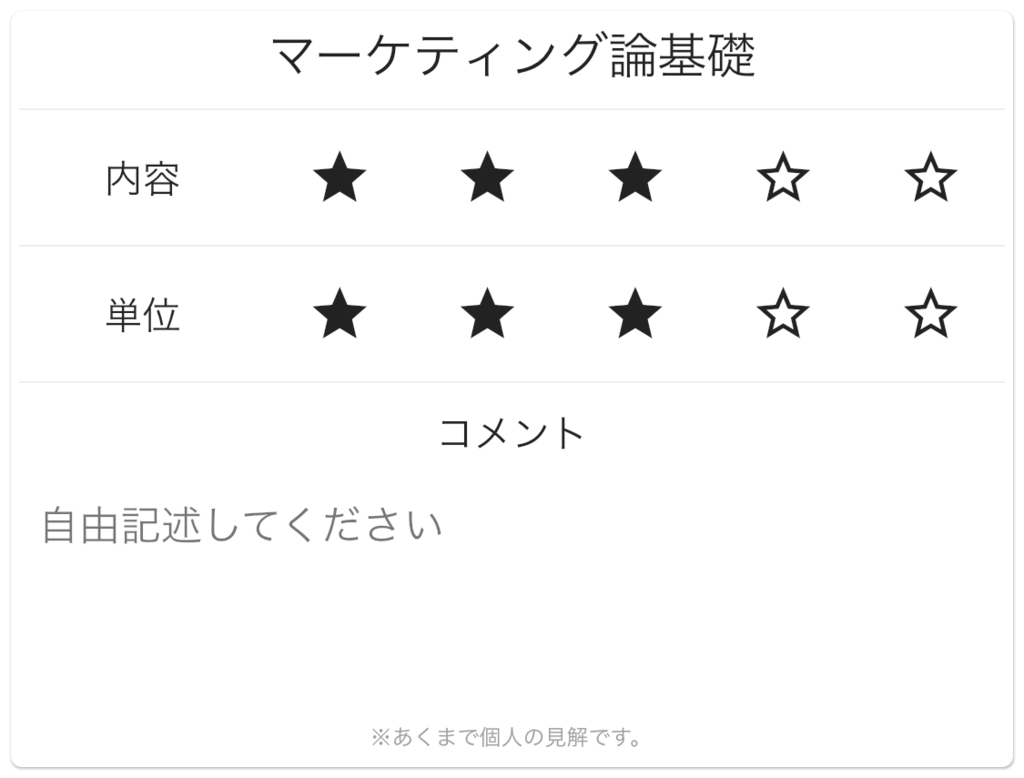 マーケティング論基礎
内容 ★ ★ ★ ☆ ☆
単位 ★ ★ ★ ☆ ☆
コメント
自由記述してください
※あくまで個人の見解です。